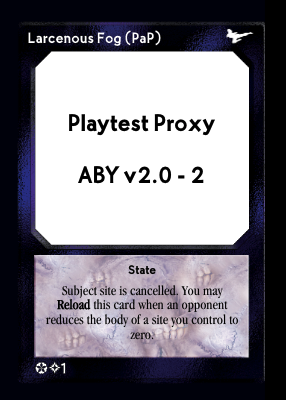 Larcenous Fog (PaP)
Playtest Proxy
ABY v2.0 - 2
State
Subject site is cancelled. You may
Reload this card when an opponent
reduces the body of a site you control to
zero.
1